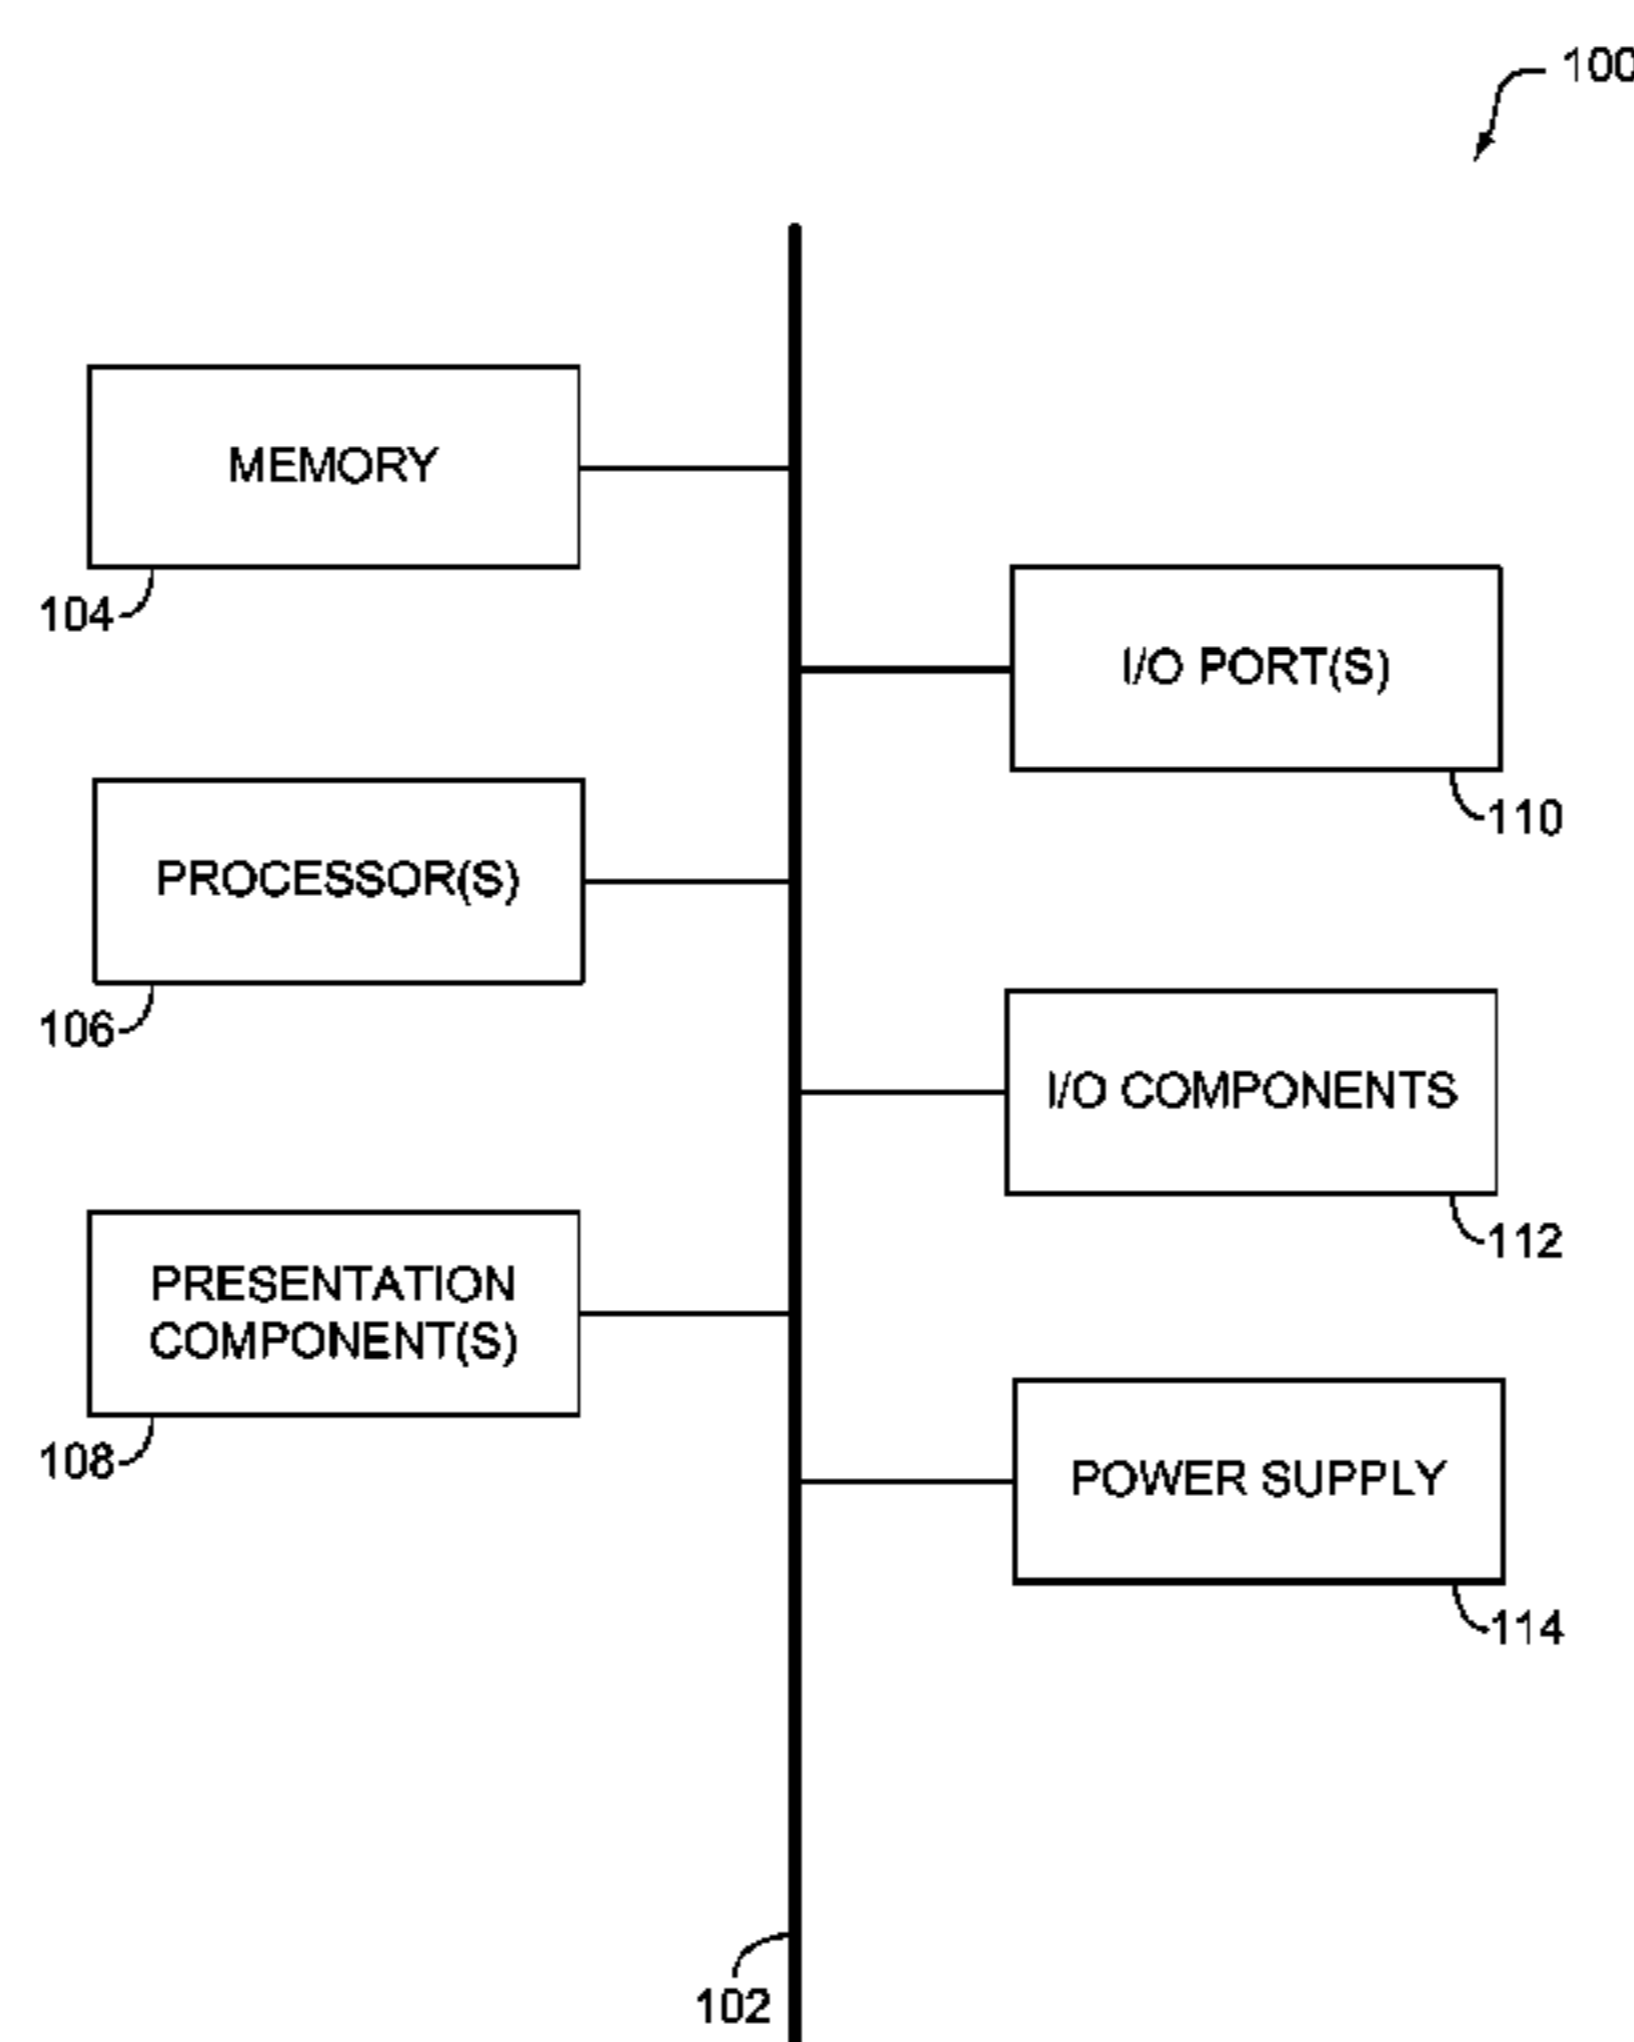 100
MEMORY
104
I/O PORT(S)
110
PROCESSOR(S)
106
I/O COMPONENTS
112
PRESENTATION
COMPONENT(S)
108
POWER SUPPLY
114
102